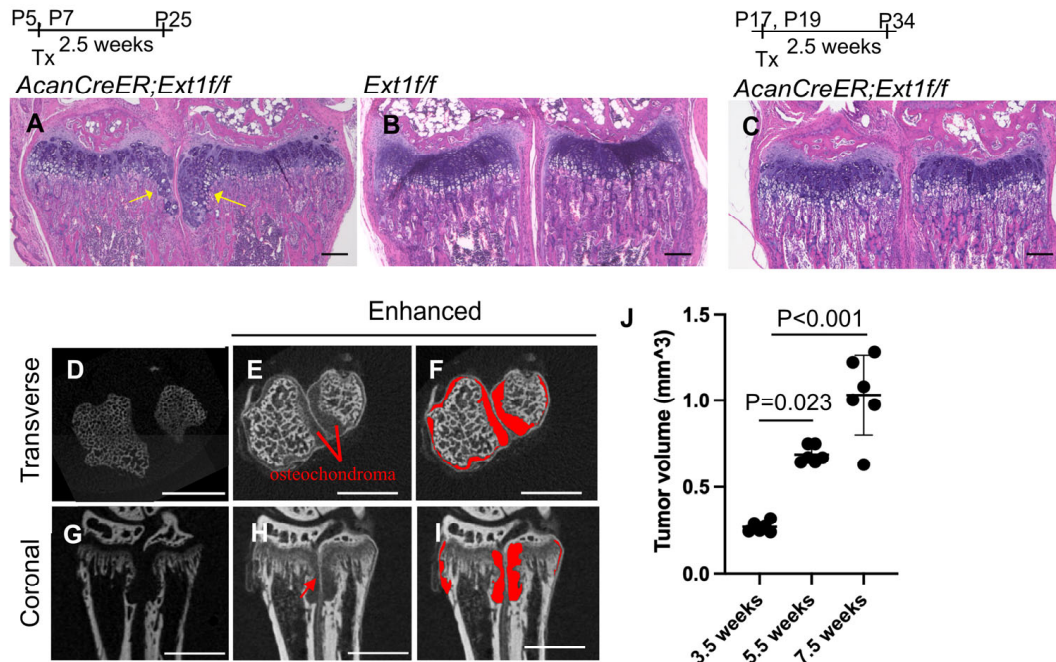 P5, P7 P25
2.5 weeks
Tx
AcanCreER;Ext1f/f
Ext1f/f
P17, P19 P34
2.5 weeks
Tx
AcanCreER;Ext1f/f
A
B
C
Enhanced
Transverse
D
E
osteochondroma
F
Coronal
G
H
I
J
Tumor volume (mm^3)
1.5
1.0
0.5
0.0
P<0.001
P=0.023
3.5 weeks
5.5 weeks
7.5 weeks